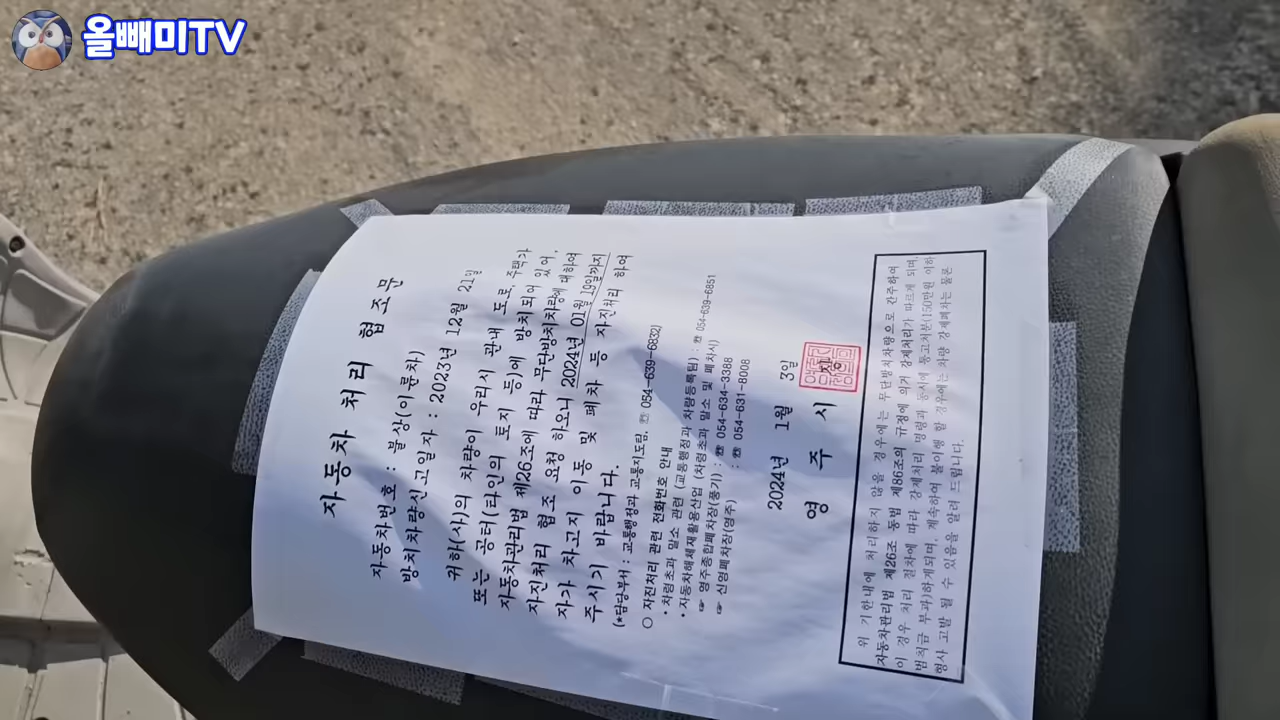 올빼미TV
자동차 처리 협조문
자동차번호 : 불상(이륜차)
방치차량신고일자 : 2023년 12월 21일
귀하(사)의 차량이 우리시 관내 도로, 주택가
또는 공터(타인의 토지 등)에 방치되어 있어,
자동차관리법 제26조에 따라 무단방치차량에 대하여
자진처리 협조 요청 하오니 2024년 01월 19일까지
자가 차고지 이동 및 폐차 등 자진처리 하여
주시기 바랍니다.
(*담당부서 : 교통행정과 교통지도팀, ☏ 054-639-6832)
○ 자진처리 관련 전화번호 안내
• 차령초과 말소 관련 (교통행정과 차량등록팀) : ☏ 054-639-6851
• 자동차해체재활용산업 (차령초과 말소 및 폐차시)
☞ 영주종합폐차장(풍기) : ☏ 054-634-3388
☞ 신영폐차장(영주) : ☏ 054-631-8008
2024년 1월 3일
영 주 시 장
위 기한내에 처리하지 않을 경우에는 무단방치차량으로 간주하여
자동차관리법 제26조 동법 제86조의 규정에 의거 강제처리가 따르게 되며,
이 경우 처리 절차에 따라 강제처리 명령과 동시에 통고처분(150만원 이하
범칙금 부과)하게되며, 계속하여 불이행 할 경우에는 차량 강제폐차는 물론
형사 고발 될 수 있음을 알려 드립니다.